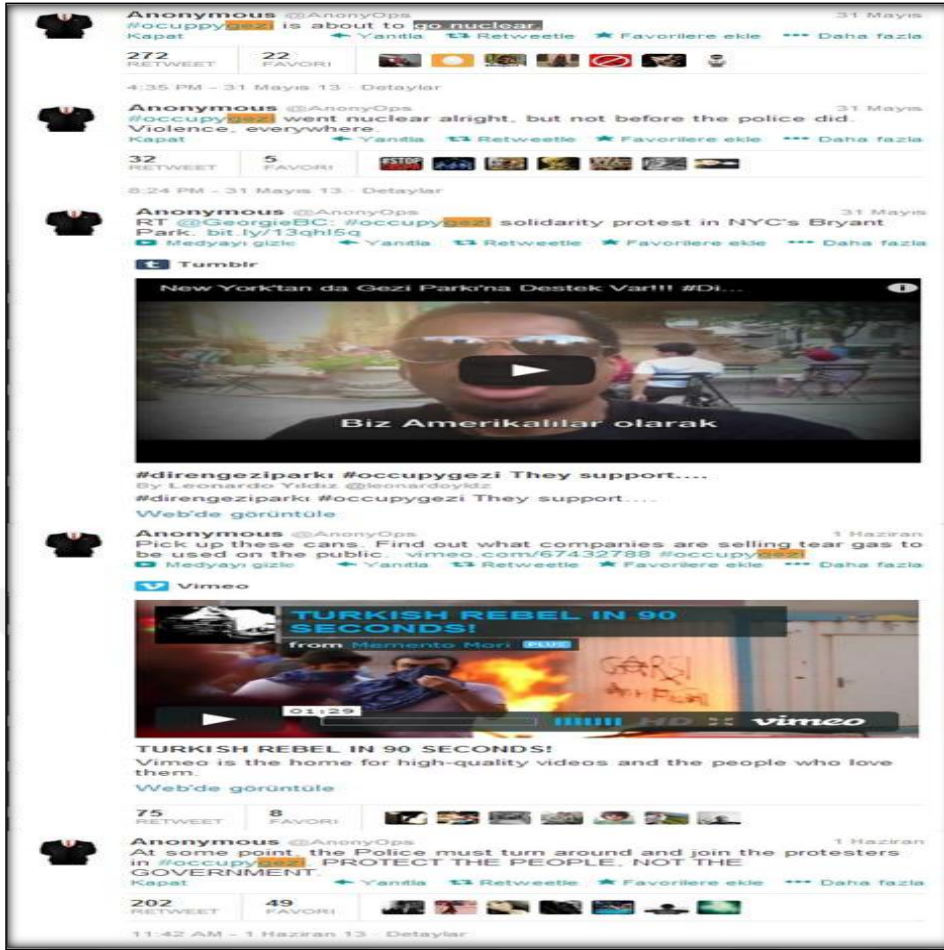 Anonymous @AnonyOps 31 Mayıs
#ocuppygezi is about to go nuclear.
Kapat Yanıtla Retweetle Favorilere ekle Daha fazla
272 22
RETWEET FAVORİ
4:35 PM - 31 Mayıs 13 · Detaylar
Anonymous @AnonyOps 31 Mayıs
#occupygezi went nuclear alright, but not before the police did.
Violence, everywhere.
Kapat Yanıtla Retweetle Favorilere ekle Daha fazla
32 5
RETWEET FAVORİ
#STOP
8:24 PM - 31 Mayıs 13 · Detaylar
Anonymous @AnonyOps 31 Mayıs
RT @GeorgieBC: #occupygezi solidarity protest in NYC's Bryant
Park. bit.ly/13qhl5q
Medyayı gizle Yanıtla Retweetle Favorilere ekle Daha fazla
t Tumblr
New York'tan da Gezi Parkı'na Destek Var!!! #Di...
Biz Amerikalılar olarak
#direngeziparkı #occupygezi They support....
By Leonardo Yıldız @leonardoyldz
#direngeziparkı #occupygezi They support....
Web'de görüntüle
Anonymous @AnonyOps 1 Haziran
Pick up these cans. Find out what companies are selling tear gas to
be used on the public. vimeo.com/67432788 #occupygezi
Medyayı gizle Yanıtla Retweetle Favorilere ekle Daha fazla
Vimeo
TURKISH REBEL IN 90
SECONDS!
from Memento Mori PLUS
01:29
HD vimeo
TURKISH REBEL IN 90 SECONDS!
Vimeo is the home for high-quality videos and the people who love
them.
Web'de görüntüle
75 8
RETWEET FAVORİ
Anonymous @AnonyOps 1 Haziran
At some point, the Police must turn around and join the protesters
in #occupygezi. PROTECT THE PEOPLE, NOT THE
GOVERNMENT.
Kapat Yanıtla Retweetle Favorilere ekle Daha fazla
202 49
RETWEET FAVORİ
11:42 AM - 1 Haziran 13 · Detaylar